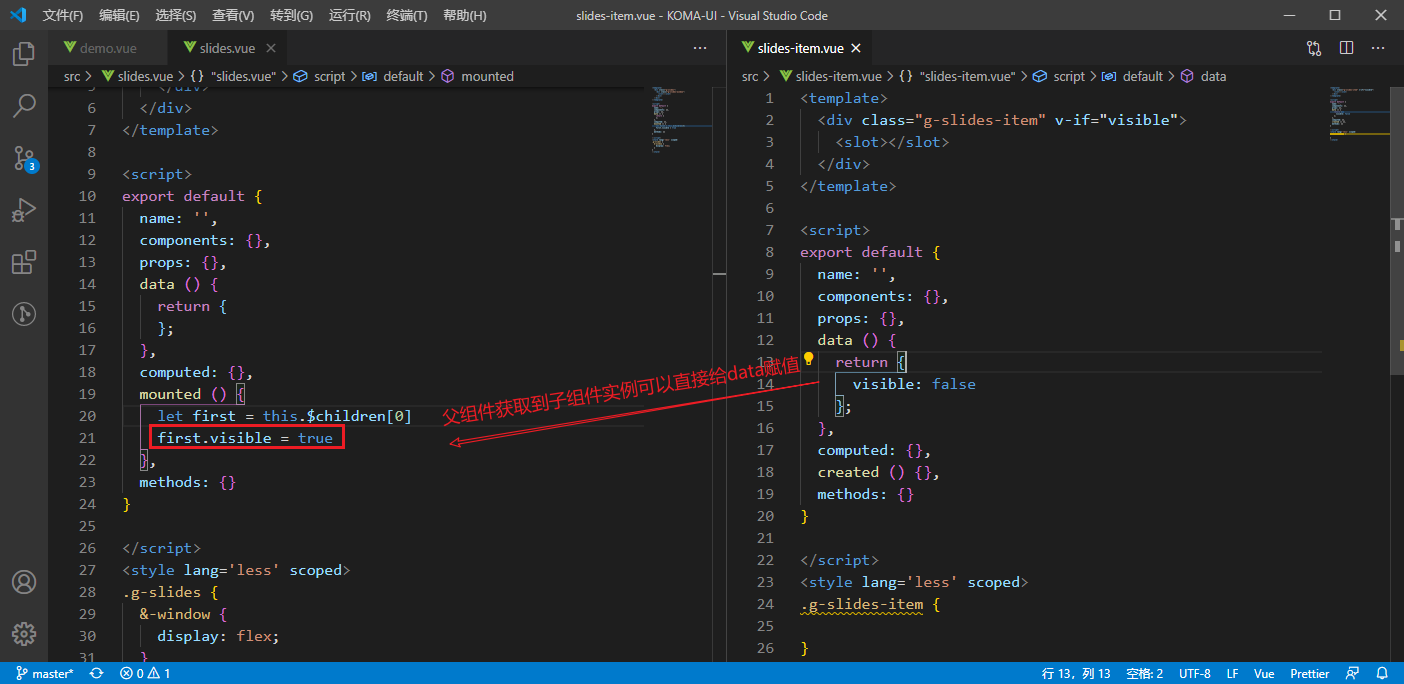 文件(F) 编辑(E) 选择(S) 查看(V) 转到(G) 运行(R) 终端(T) 帮助(H) slides-item.vue - KOMA-UI - Visual Studio Code
demo.vue slides.vue
src > slides.vue > {} "slides.vue" > script > default > mounted
5 </div>
6 </div>
7 </template>
8
9 <script>
10 export default {
11 name: '',
12 components: {},
13 props: {},
14 data () {
15 return {
16 };
17 },
18 computed: {},
19 mounted () {
20 let first = this.$children[0]
21 first.visible = true
22 },
23 methods: {}
24 }
25
26 </script>
27 <style lang='less' scoped>
28 .g-slides {
29 &-window {
30 display: flex;
31 }
父组件获取到子组件实例可以直接给data赋值
slides-item.vue
src > slides-item.vue > {} "slides-item.vue" > script > default > data
1 <template>
2 <div class="g-slides-item" v-if="visible">
3 <slot></slot>
4 </div>
5 </template>
6
7 <script>
8 export default {
9 name: '',
10 components: {},
11 props: {},
12 data () {
13 return {
14 visible: false
15 };
16 },
17 computed: {},
18 created () {},
19 methods: {}
20 }
21
22 </script>
23 <style lang='less' scoped>
24 .g-slides-item {
25
26 }
3
master* 0 1 行 13，列 13 空格: 2 UTF-8 LF Vue Prettier